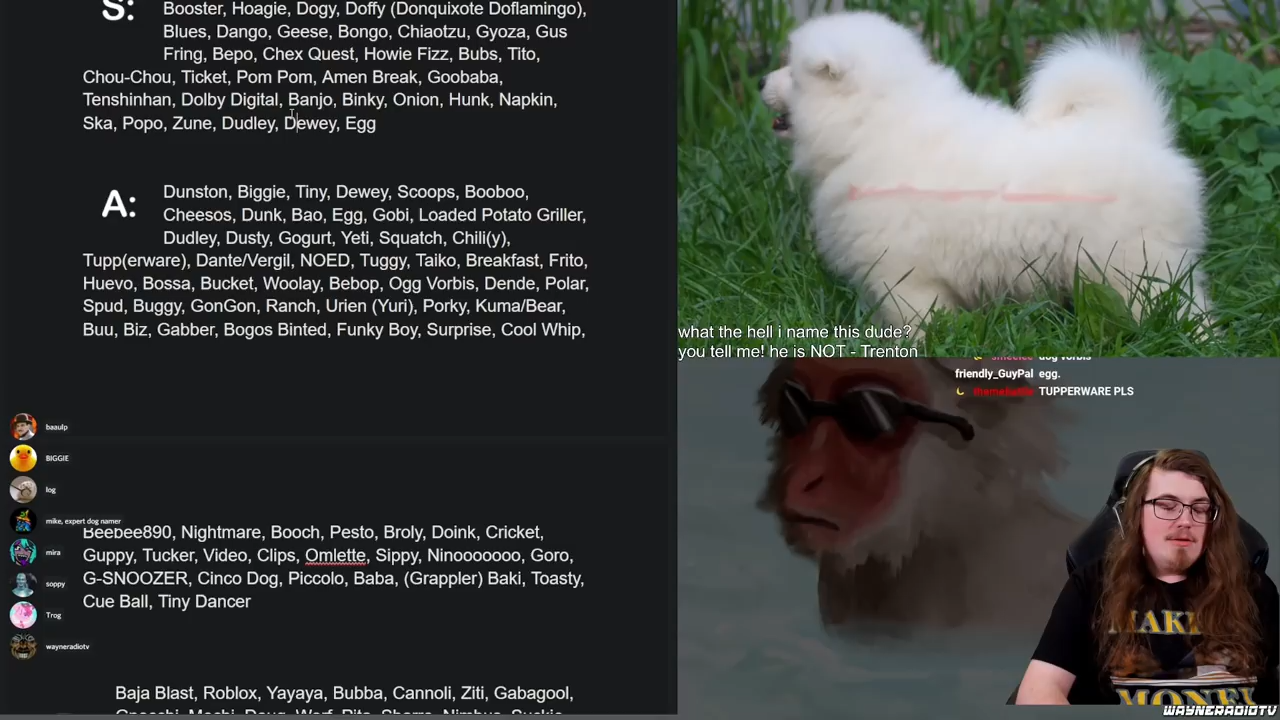 S:
Booster, Hoagie, Dogy, Doffy (Donquixote Doflamingo),
Blues, Dango, Geese, Bongo, Chiaotzu, Gyoza, Gus
Fring, Bepo, Chex Quest, Howie Fizz, Bubs, Tito,
Chou-Chou, Ticket, Pom Pom, Amen Break, Goobaba,
Tenshinhan, Dolby Digital, Banjo, Binky, Onion, Hunk, Napkin,
Ska, Popo, Zune, Dudley, Dewey, Egg
A:
Dunston, Biggie, Tiny, Dewey, Scoops, Booboo,
Cheesos, Dunk, Bao, Egg, Gobi, Loaded Potato Griller,
Dudley, Dusty, Gogurt, Yeti, Squatch, Chili(y),
Tupp(erware), Dante/Vergil, NOED, Tuggy, Taiko, Breakfast, Frito,
Huevo, Bossa, Bucket, Woolay, Bebop, Ogg Vorbis, Dende, Polar,
Spud, Buggy, GonGon, Ranch, Urien (Yuri), Porky, Kuma/Bear,
Buu, Biz, Gabber, Bogos Binted, Funky Boy, Surprise, Cool Whip,
baaulp
BIGGIE
log
mike, expert dog namer
mira
soppy
Trog
wayneradiotv
Beebee890, Nightmare, Booch, Pesto, Broly, Doink, Cricket,
Guppy, Tucker, Video, Clips, Omlette, Sippy, Ninooooooo, Goro,
G-SNOOZER, Cinco Dog, Piccolo, Baba, (Grappler) Baki, Toasty,
Cue Ball, Tiny Dancer
Baja Blast, Roblox, Yayaya, Bubba, Cannoli, Ziti, Gabagool,
what the hell i name this dude?
you tell me! he is NOT - Trenton
dog vorbis
friendly_GuyPal egg.
TUPPERWARE PLS
MAKE
MONEY
WAYNERADIOTV